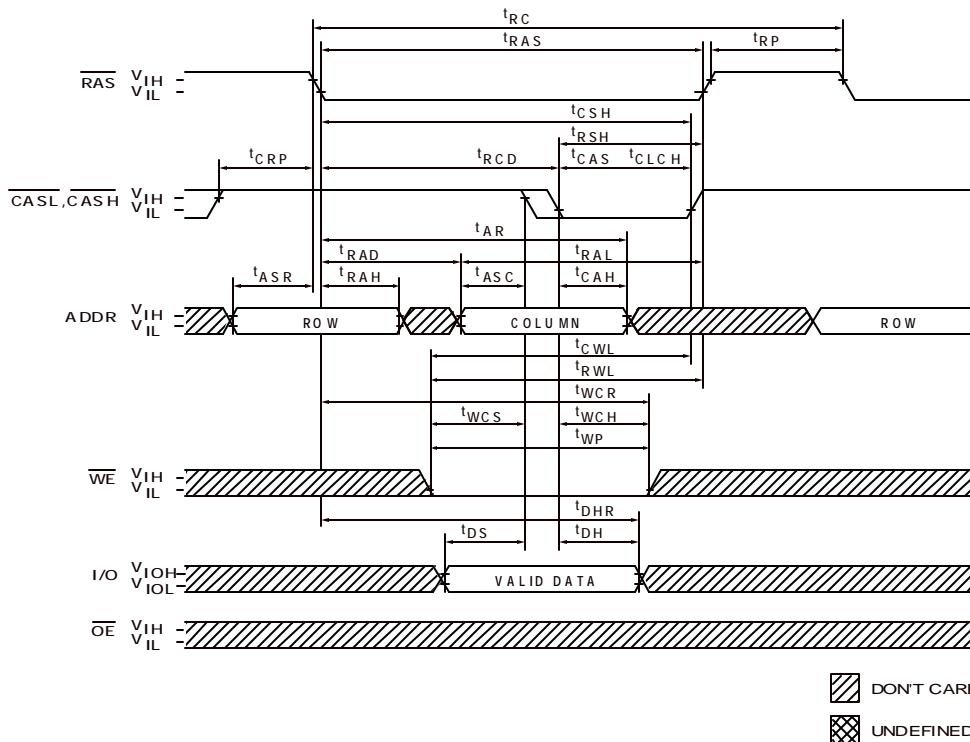 tRC
tRAS tRP
RAS VIH
VIL
tCSH
tRSH
tCRP tRCD tCAS tCLCH
CASL,CASH VIH
VIL
tAR
tRAD tRAL
tASR tRAH tASC tCAH
ADDR VIH
VIL
ROW COLUMN ROW
tCWL
tRWL
tWCR
tWCS tWCH
tWP
WE VIH
VIL
tDHR
tDS tDH
I/O VIOH
VIOL
VALID DATA
OE VIH
VIL
DON'T CARE
UNDEFINED